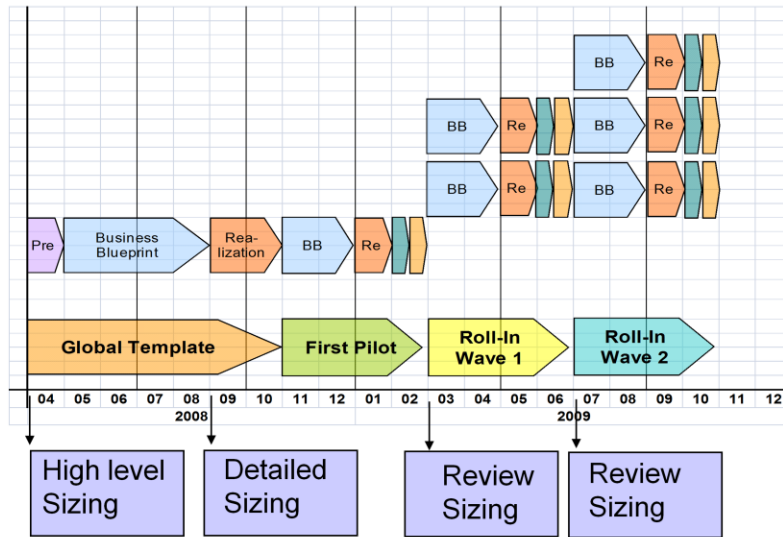 BB
Re
BB
Re
BB
Re
BB
Re
BB
Re
Pre
Business
Blueprint
Rea-
lization
BB
Re
Global Template
First Pilot
Roll-In
Wave 1
Roll-In
Wave 2
04 05 06 07 08 09 10 11 12 01 02 03 04 05 06 07 08 09 10 11 12
2008 2009
High level
Sizing
Detailed
Sizing
Review
Sizing
Review
Sizing